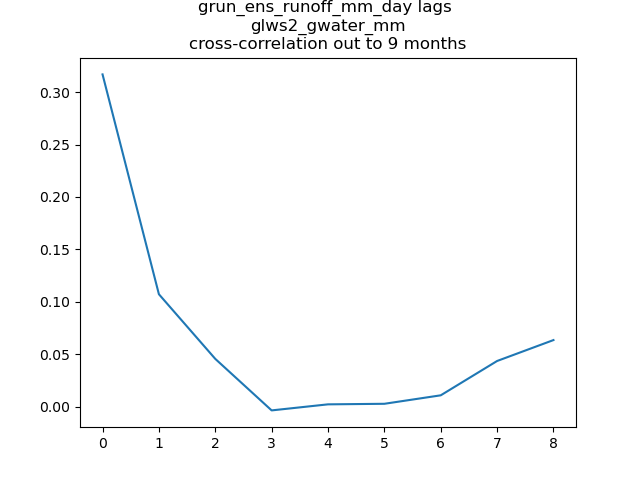 grun_ens_runoff_mm_day lags
glws2_gwater_mm
cross-correlation out to 9 months
0.30
0.25
0.20
0.15
0.10
0.05
0.00
0 1 2 3 4 5 6 7 8